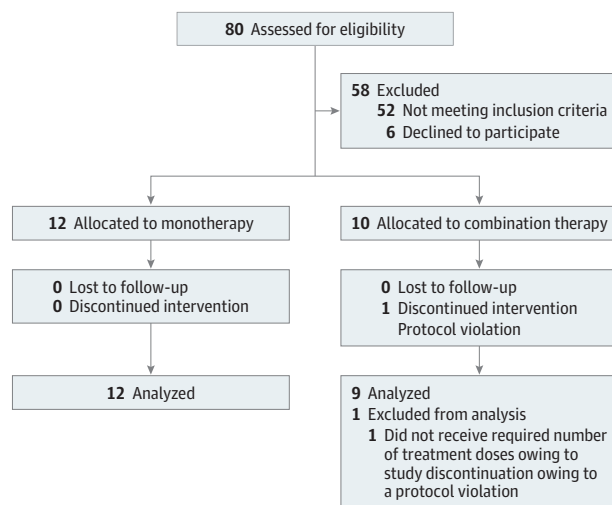 80 Assessed for eligibility
58 Excluded
52 Not meeting inclusion criteria
6 Declined to participate
12 Allocated to monotherapy
10 Allocated to combination therapy
0 Lost to follow-up
0 Discontinued intervention
0 Lost to follow-up
1 Discontinued intervention
Protocol violation
12 Analyzed
9 Analyzed
1 Excluded from analysis
1 Did not receive required number
of treatment doses owing to
study discontinuation owing to
a protocol violation